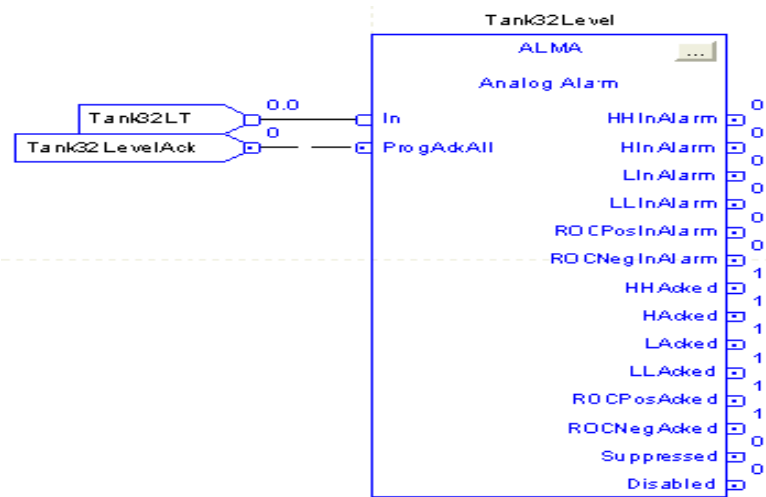 Tank32Level
ALMA
...
Analog Alarm
Tank32LT 0.0 In HHInAlarm 0
Tank32LevelAck 0 ProgAckAll HInAlarm 0
LInAlarm 0
LLInAlarm 0
ROCPosInAlarm 0
ROCNegInAlarm 0
HHAcked 1
HAcked 1
LAcked 1
LLAcked 1
ROCPosAcked 1
ROCNegAcked 1
Suppressed 0
Disabled 0